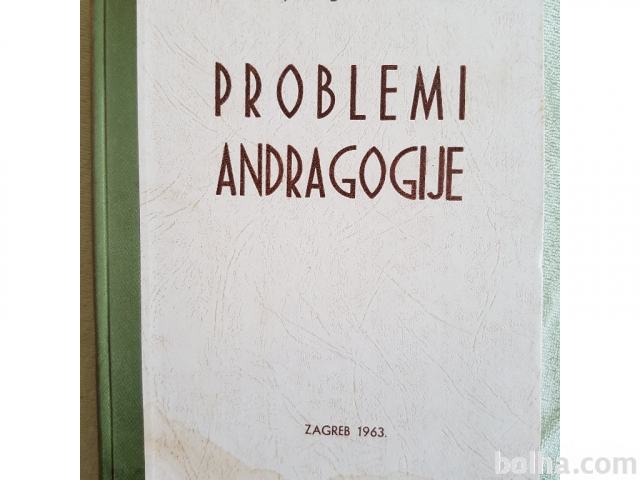 PROBLEMI
ANDRAGOGIJE
ZAGREB 1963.
bolha.com